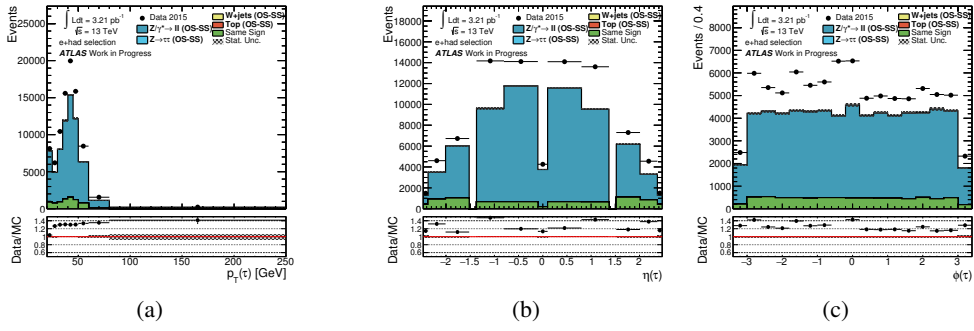 Events
25000
20000
15000
10000
5000
0
∫ Ldt = 3.21 pb⁻¹
√s = 13 TeV
e+had selection
ATLAS Work in Progress
Data 2015
Z/γ*→ ll (OS-SS)
Z→ττ (OS-SS)
W+jets (OS-SS)
Top (OS-SS)
Same Sign
Stat. Unc.
Data/MC
1.4
1.2
1
0.8
0.6
50 100 150 200 250
p_T(τ) [GeV]
(a)
Events
18000
16000
14000
12000
10000
8000
6000
4000
2000
0
∫ Ldt = 3.21 pb⁻¹
√s = 13 TeV
e+had selection
ATLAS Work in Progress
Data 2015
Z/γ*→ ll (OS-SS)
Z→ττ (OS-SS)
W+jets (OS-SS)
Top (OS-SS)
Same Sign
Stat. Unc.
Data/MC
1.4
1.2
1
0.8
0.6
−2 −1.5 −1 −0.5 0 0.5 1 1.5 2
η(τ)
(b)
Events / 0.4
8000
7000
6000
5000
4000
3000
2000
1000
0
∫ Ldt = 3.21 pb⁻¹
√s = 13 TeV
e+had selection
ATLAS Work in Progress
Data 2015
Z/γ*→ ll (OS-SS)
Z→ττ (OS-SS)
W+jets (OS-SS)
Top (OS-SS)
Same Sign
Stat. Unc.
Data/MC
1.4
1.2
1
0.8
0.6
−3 −2 −1 0 1 2 3
ϕ(τ)
(c)